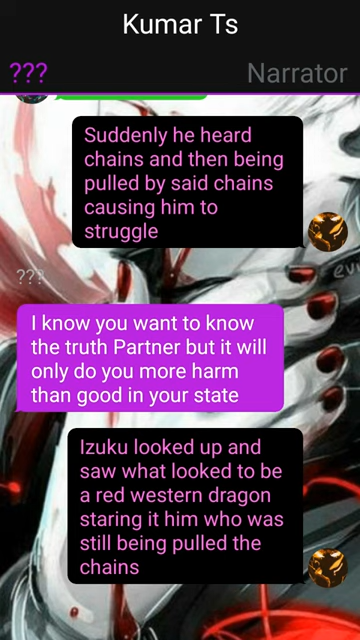 Kumar Ts
???
Narrator
Suddenly he heard
chains and then being
pulled by said chains
causing him to
struggle
???
I know you want to know
the truth Partner but it will
only do you more harm
than good in your state
Izuku looked up and
saw what looked to be
a red western dragon
staring it him who was
still being pulled the
chains